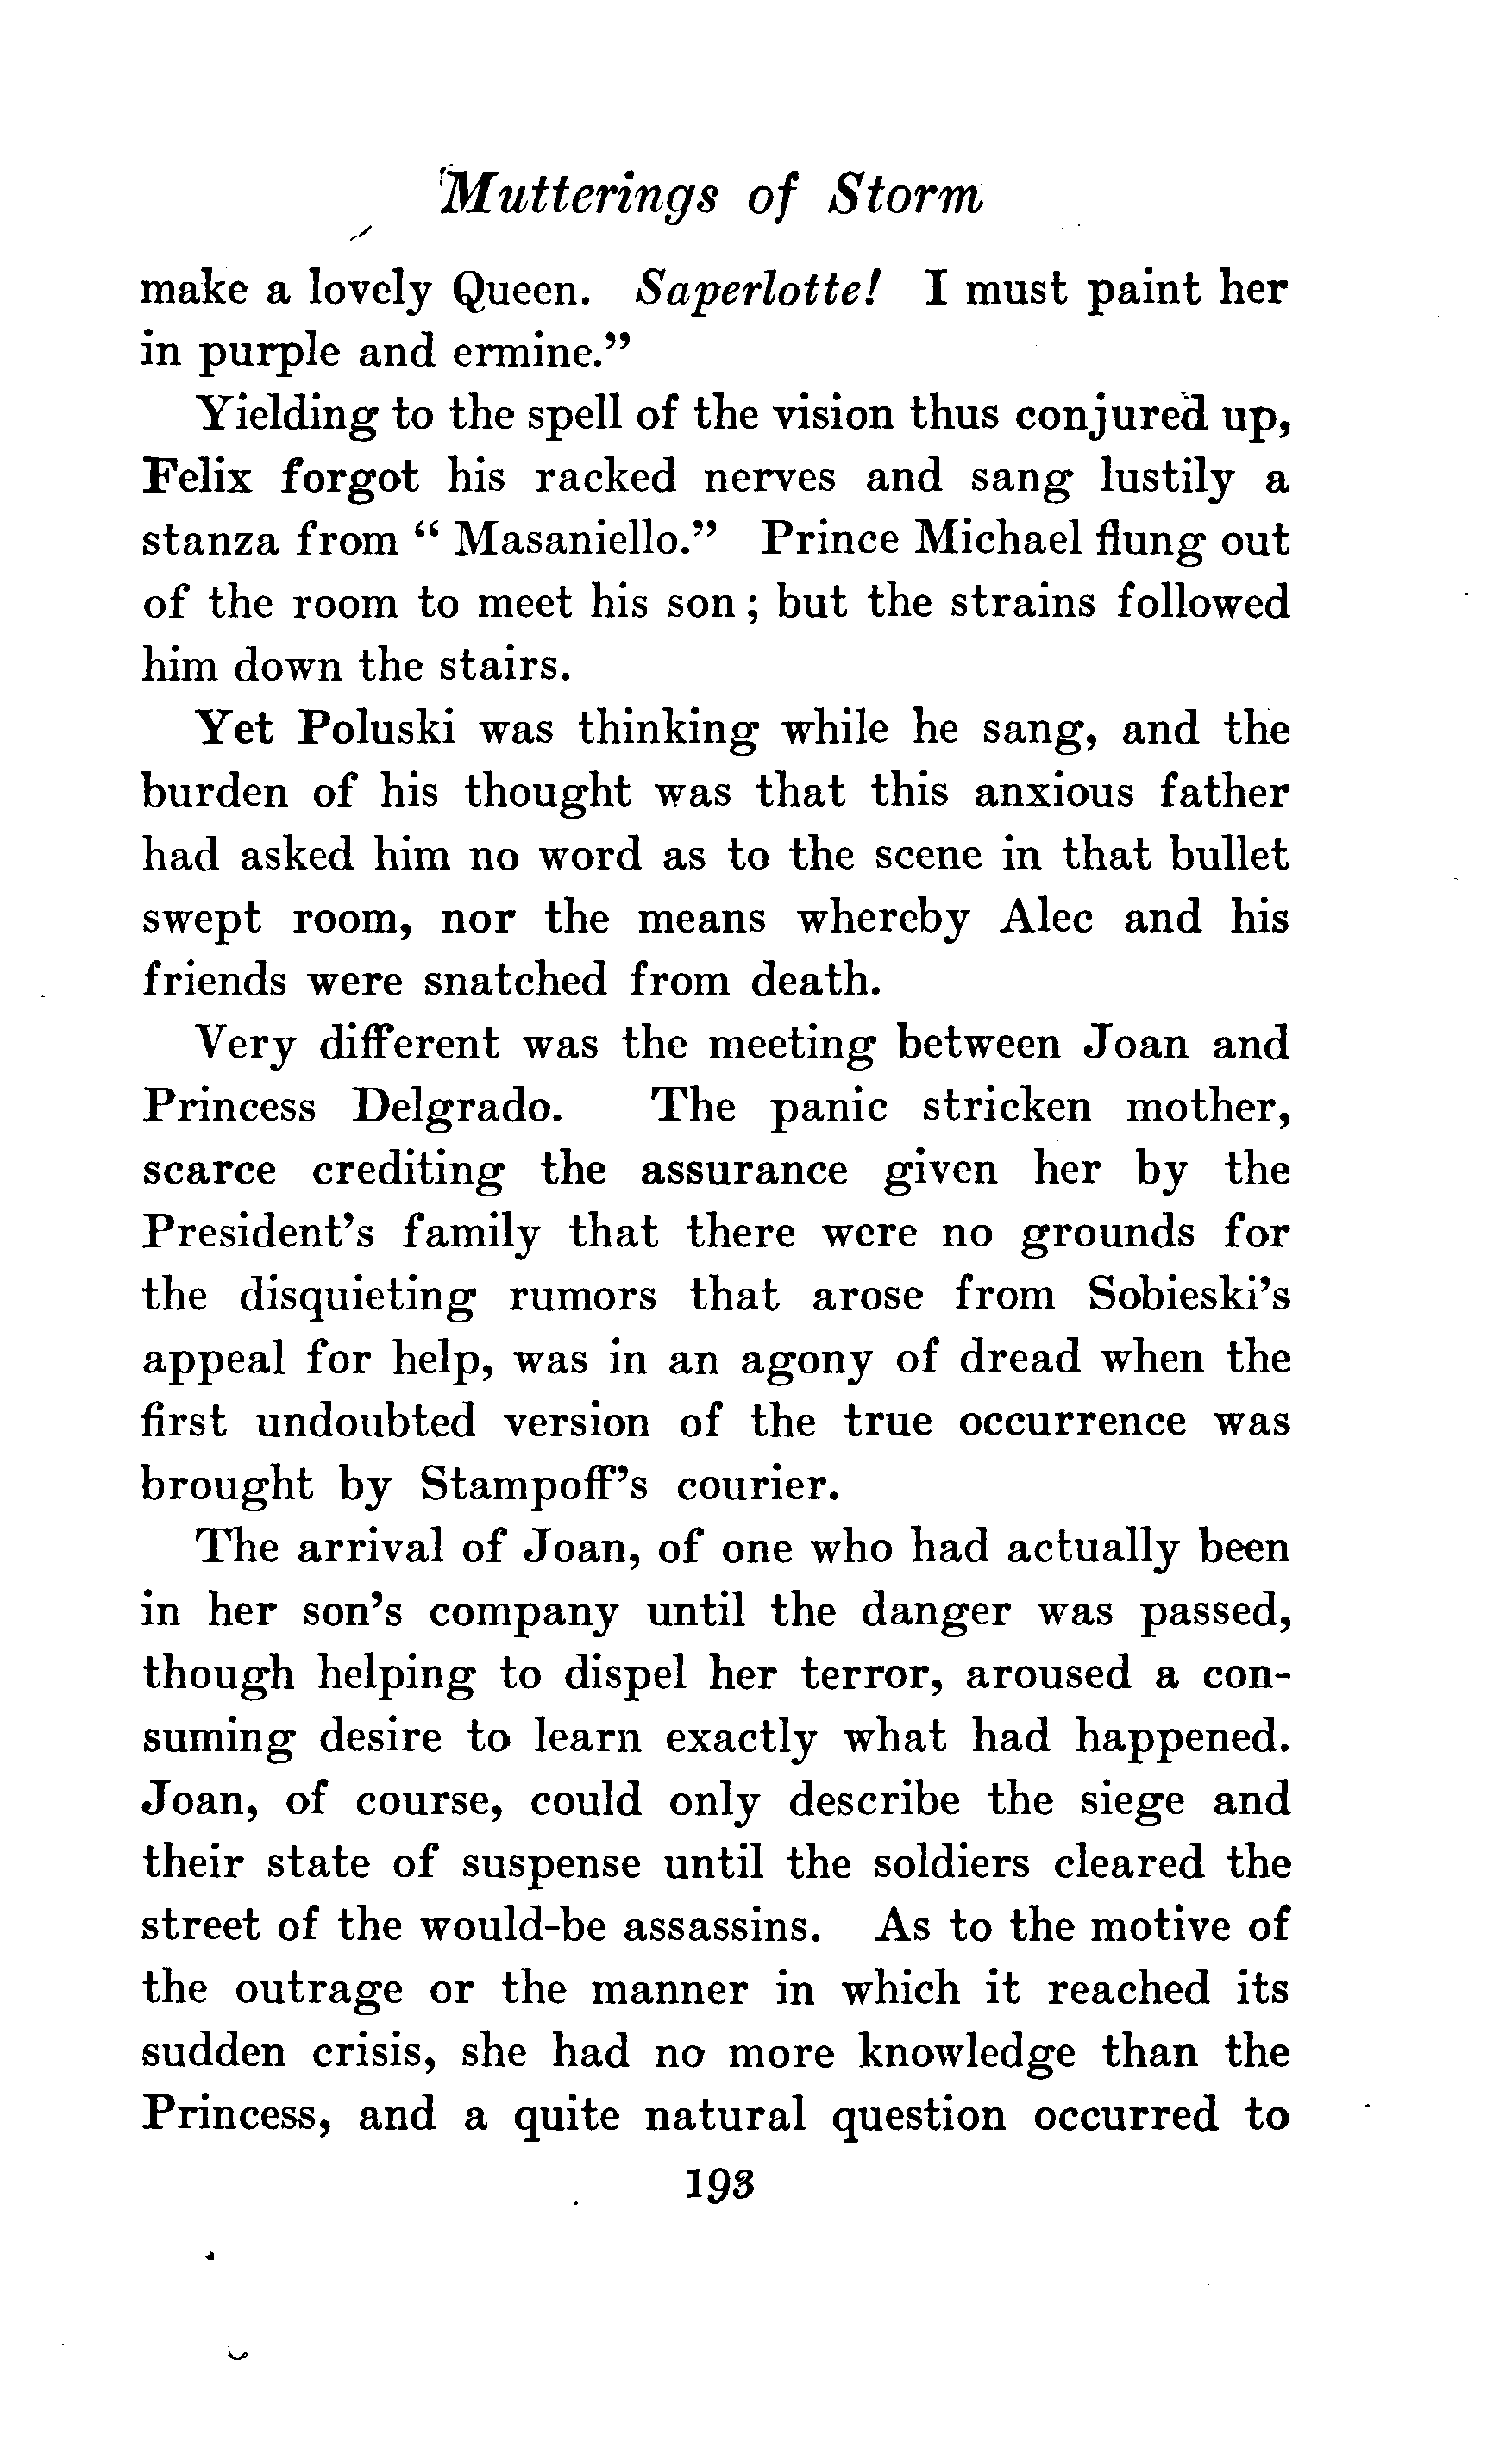 Mutterings of Storm
make a lovely Queen. Saperlotte! I must paint her
in purple and ermine."
Yielding to the spell of the vision thus conjured up,
Felix forgot his racked nerves and sang lustily a
stanza from " Masaniello." Prince Michael flung out
of the room to meet his son; but the strains followed
him down the stairs.
Yet Poluski was thinking while he sang, and the
burden of his thought was that this anxious father
had asked him no word as to the scene in that bullet
swept room, nor the means whereby Alec and his
friends were snatched from death.
Very different was the meeting between Joan and
Princess Delgrado. The panic stricken mother,
scarce crediting the assurance given her by the
President's family that there were no grounds for
the disquieting rumors that arose from Sobieski's
appeal for help, was in an agony of dread when the
first undoubted version of the true occurrence was
brought by Stampoff's courier.
The arrival of Joan, of one who had actually been
in her son's company until the danger was passed,
though helping to dispel her terror, aroused a con-
suming desire to learn exactly what had happened.
Joan, of course, could only describe the siege and
their state of suspense until the soldiers cleared the
street of the would-be assassins. As to the motive of
the outrage or the manner in which it reached its
sudden crisis, she had no more knowledge than the
Princess, and a quite natural question occurred to
193